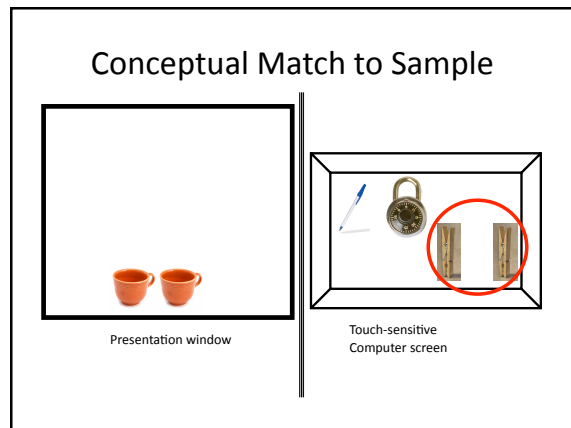 Conceptual Match to Sample
Presentation window
Touch-sensitive
Computer screen